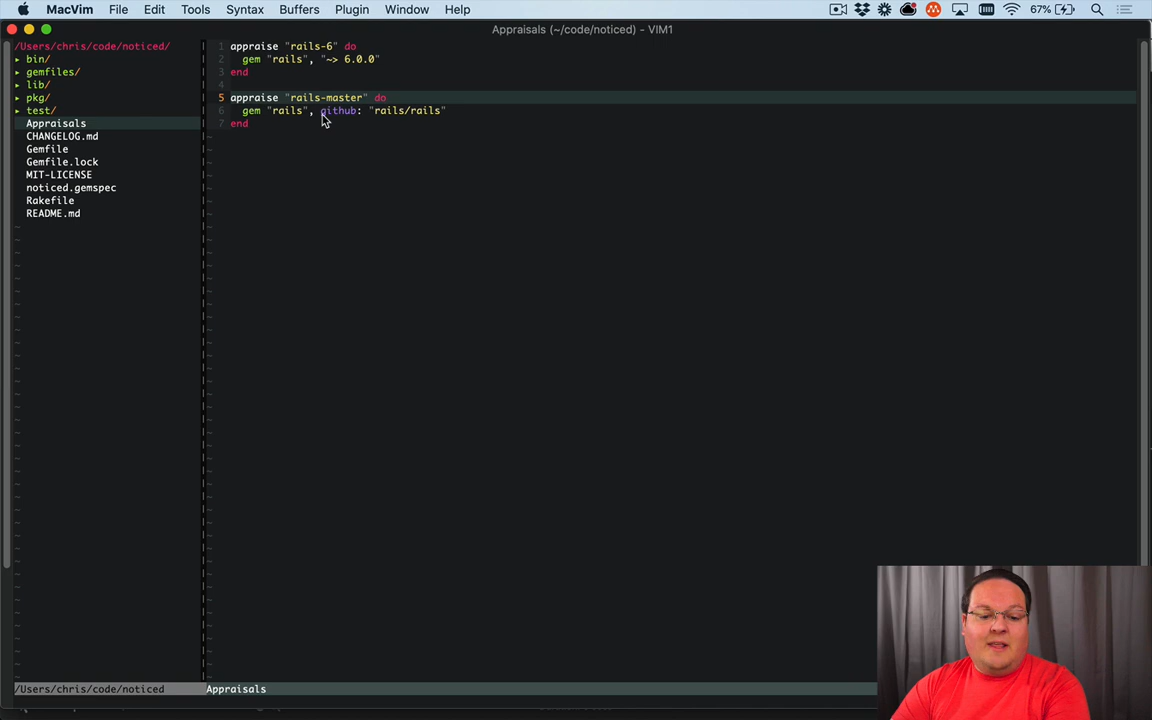 MacVim File Edit Tools Syntax Buffers Plugin Window Help 67%
Appraisals (~/code/noticed) - VIM1
/Users/chris/code/noticed/
▸ bin/
▸ gemfiles/
▸ lib/
▸ pkg/
▸ test/
Appraisals
CHANGELOG.md
Gemfile
Gemfile.lock
MIT-LICENSE
noticed.gemspec
Rakefile
README.md
1 appraise "rails-6" do
2 gem "rails", "~> 6.0.0"
3 end
4
5 appraise "rails-master" do
6 gem "rails", github: "rails/rails"
7 end
/Users/chris/code/noticed Appraisals